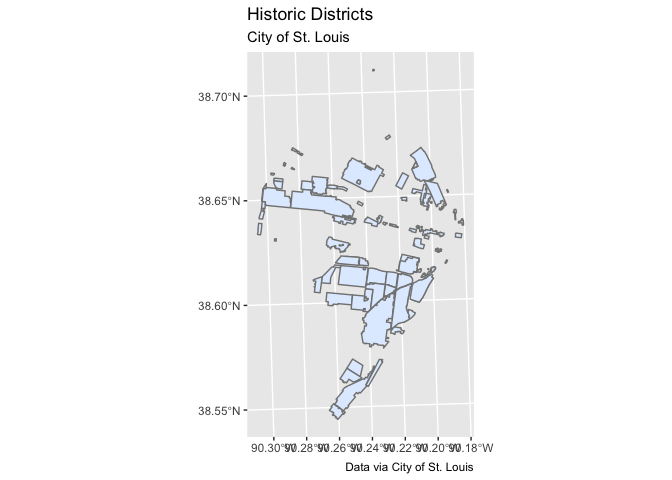 Historic Districts
City of St. Louis
38.70°N
38.65°N
38.60°N
38.55°N
90.30°W 90.28°W 90.26°W 90.24°W 90.22°W 90.20°W 90.18°W
Data via City of St. Louis